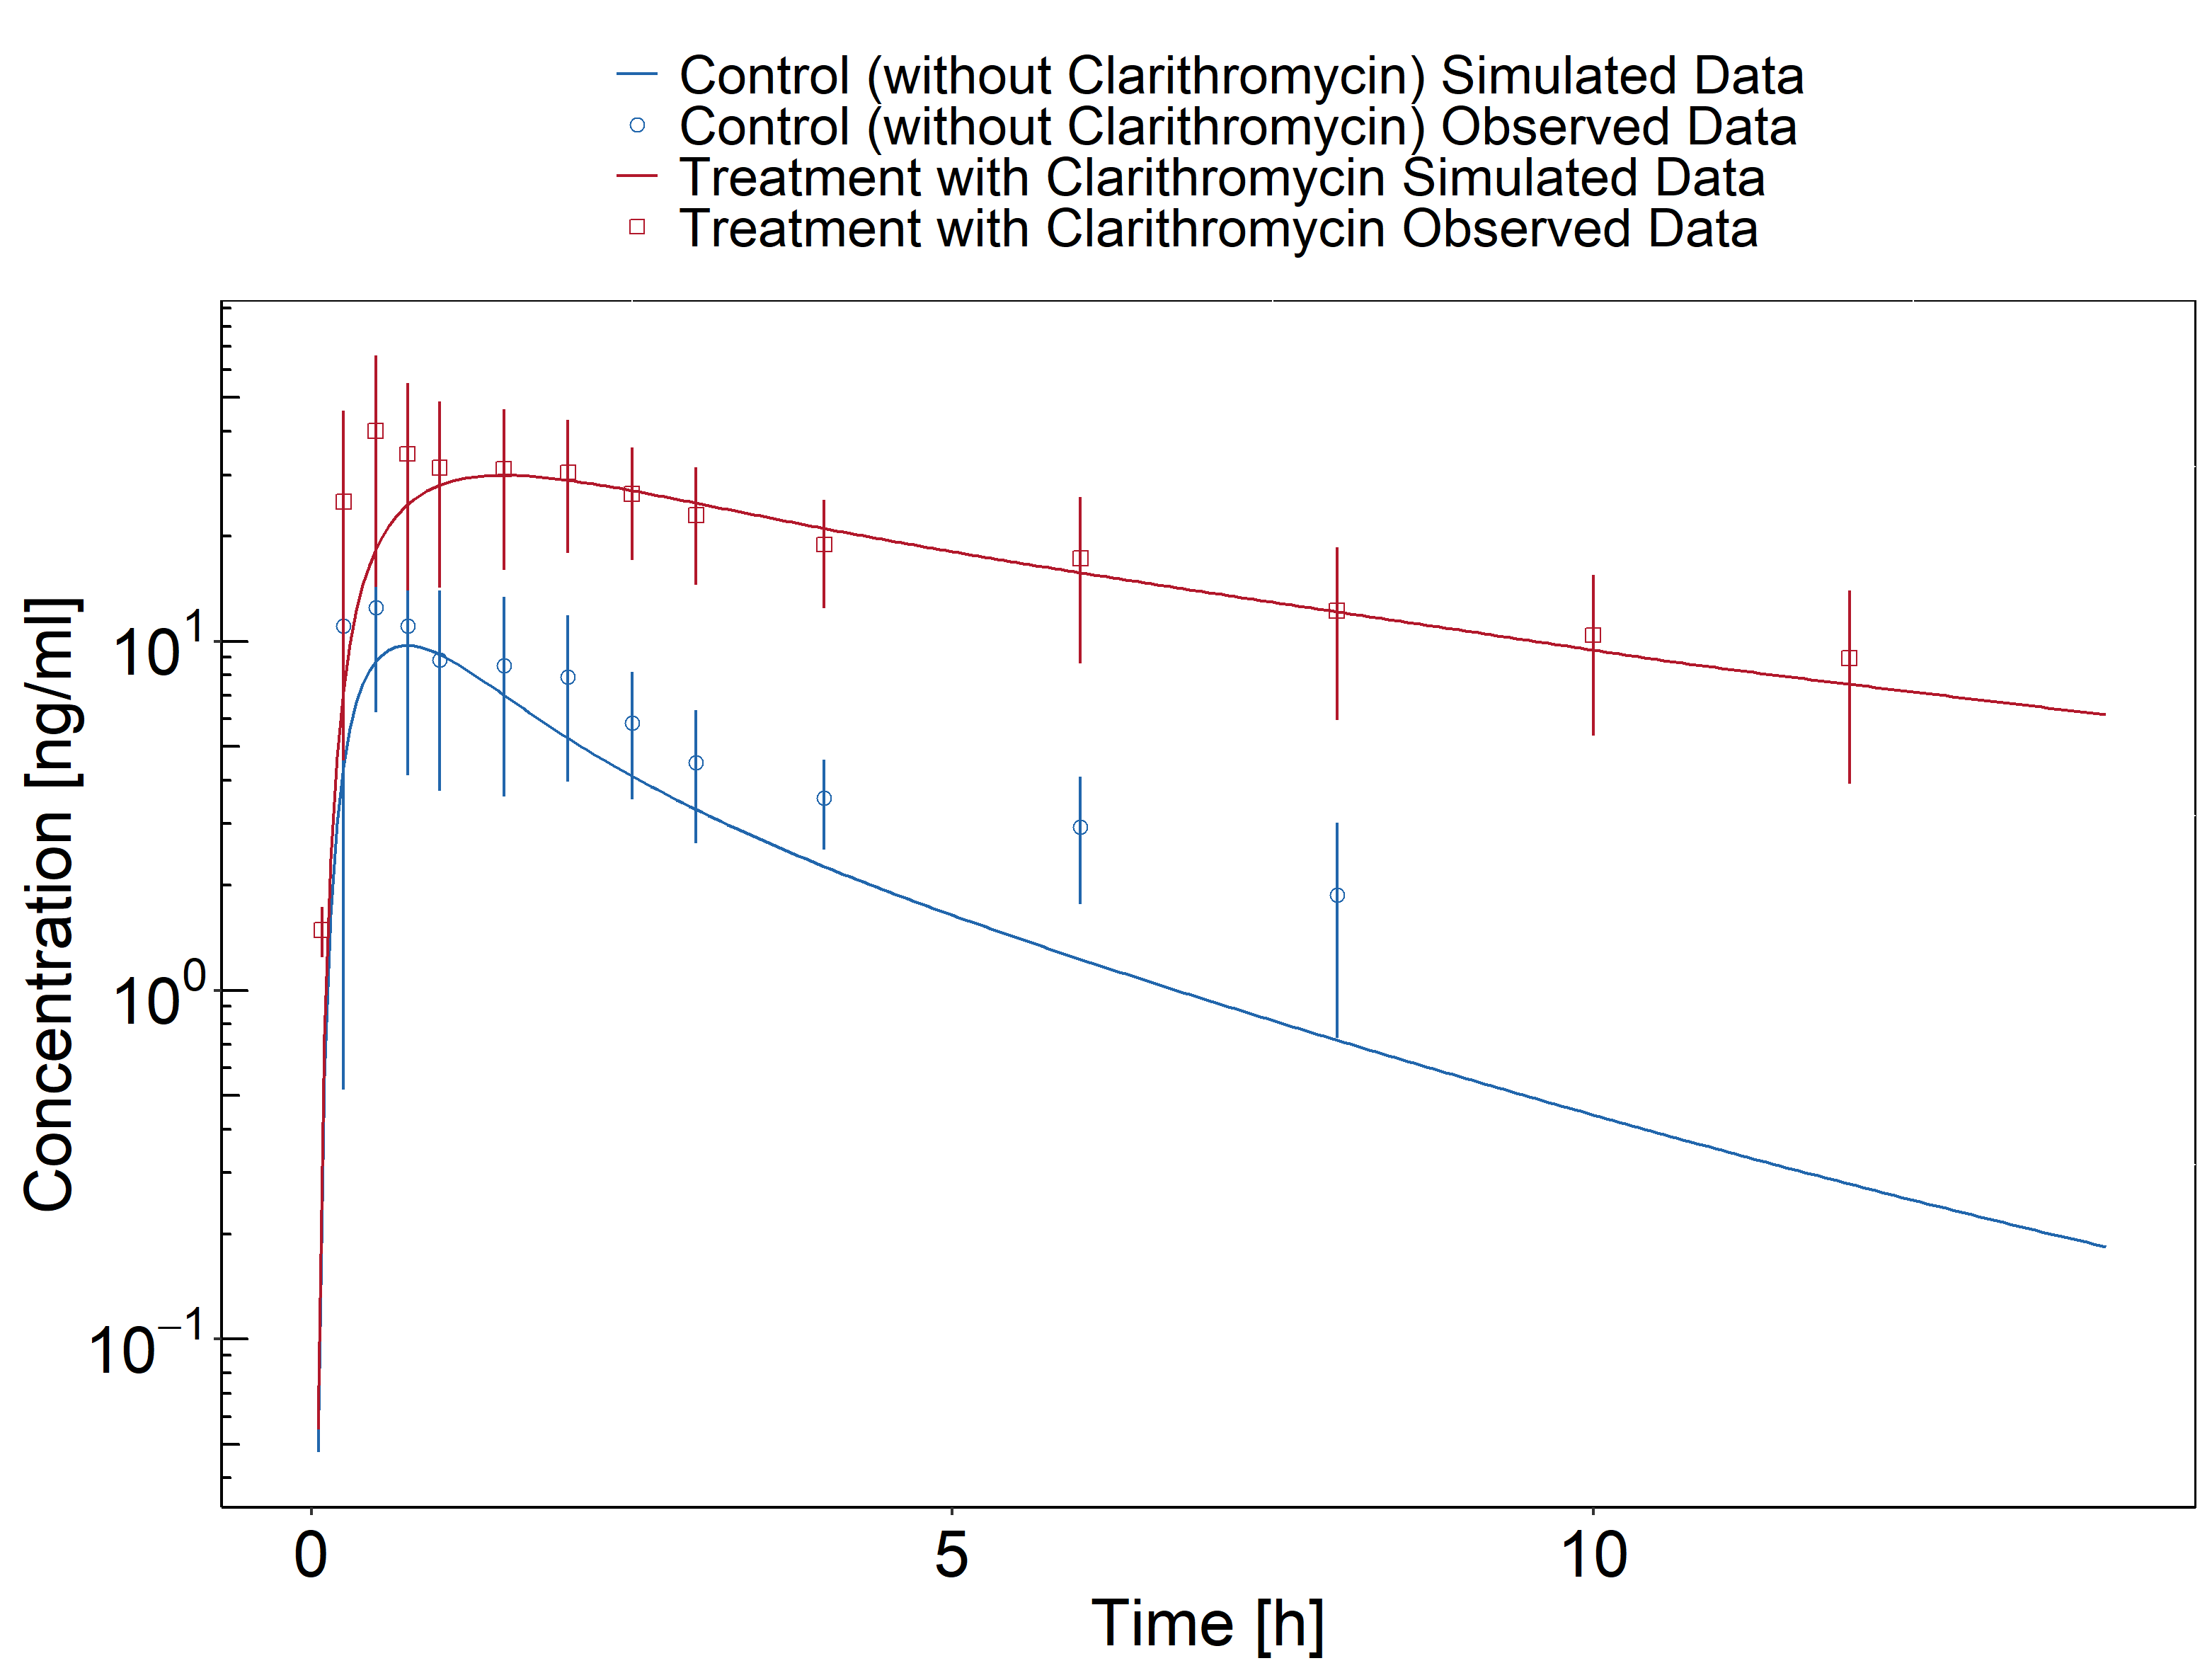 Control (without Clarithromycin) Simulated Data
Control (without Clarithromycin) Observed Data
Treatment with Clarithromycin Simulated Data
Treatment with Clarithromycin Observed Data
Concentration [ng/ml]
10¹
10⁰
10⁻¹
0 5 10
Time [h]